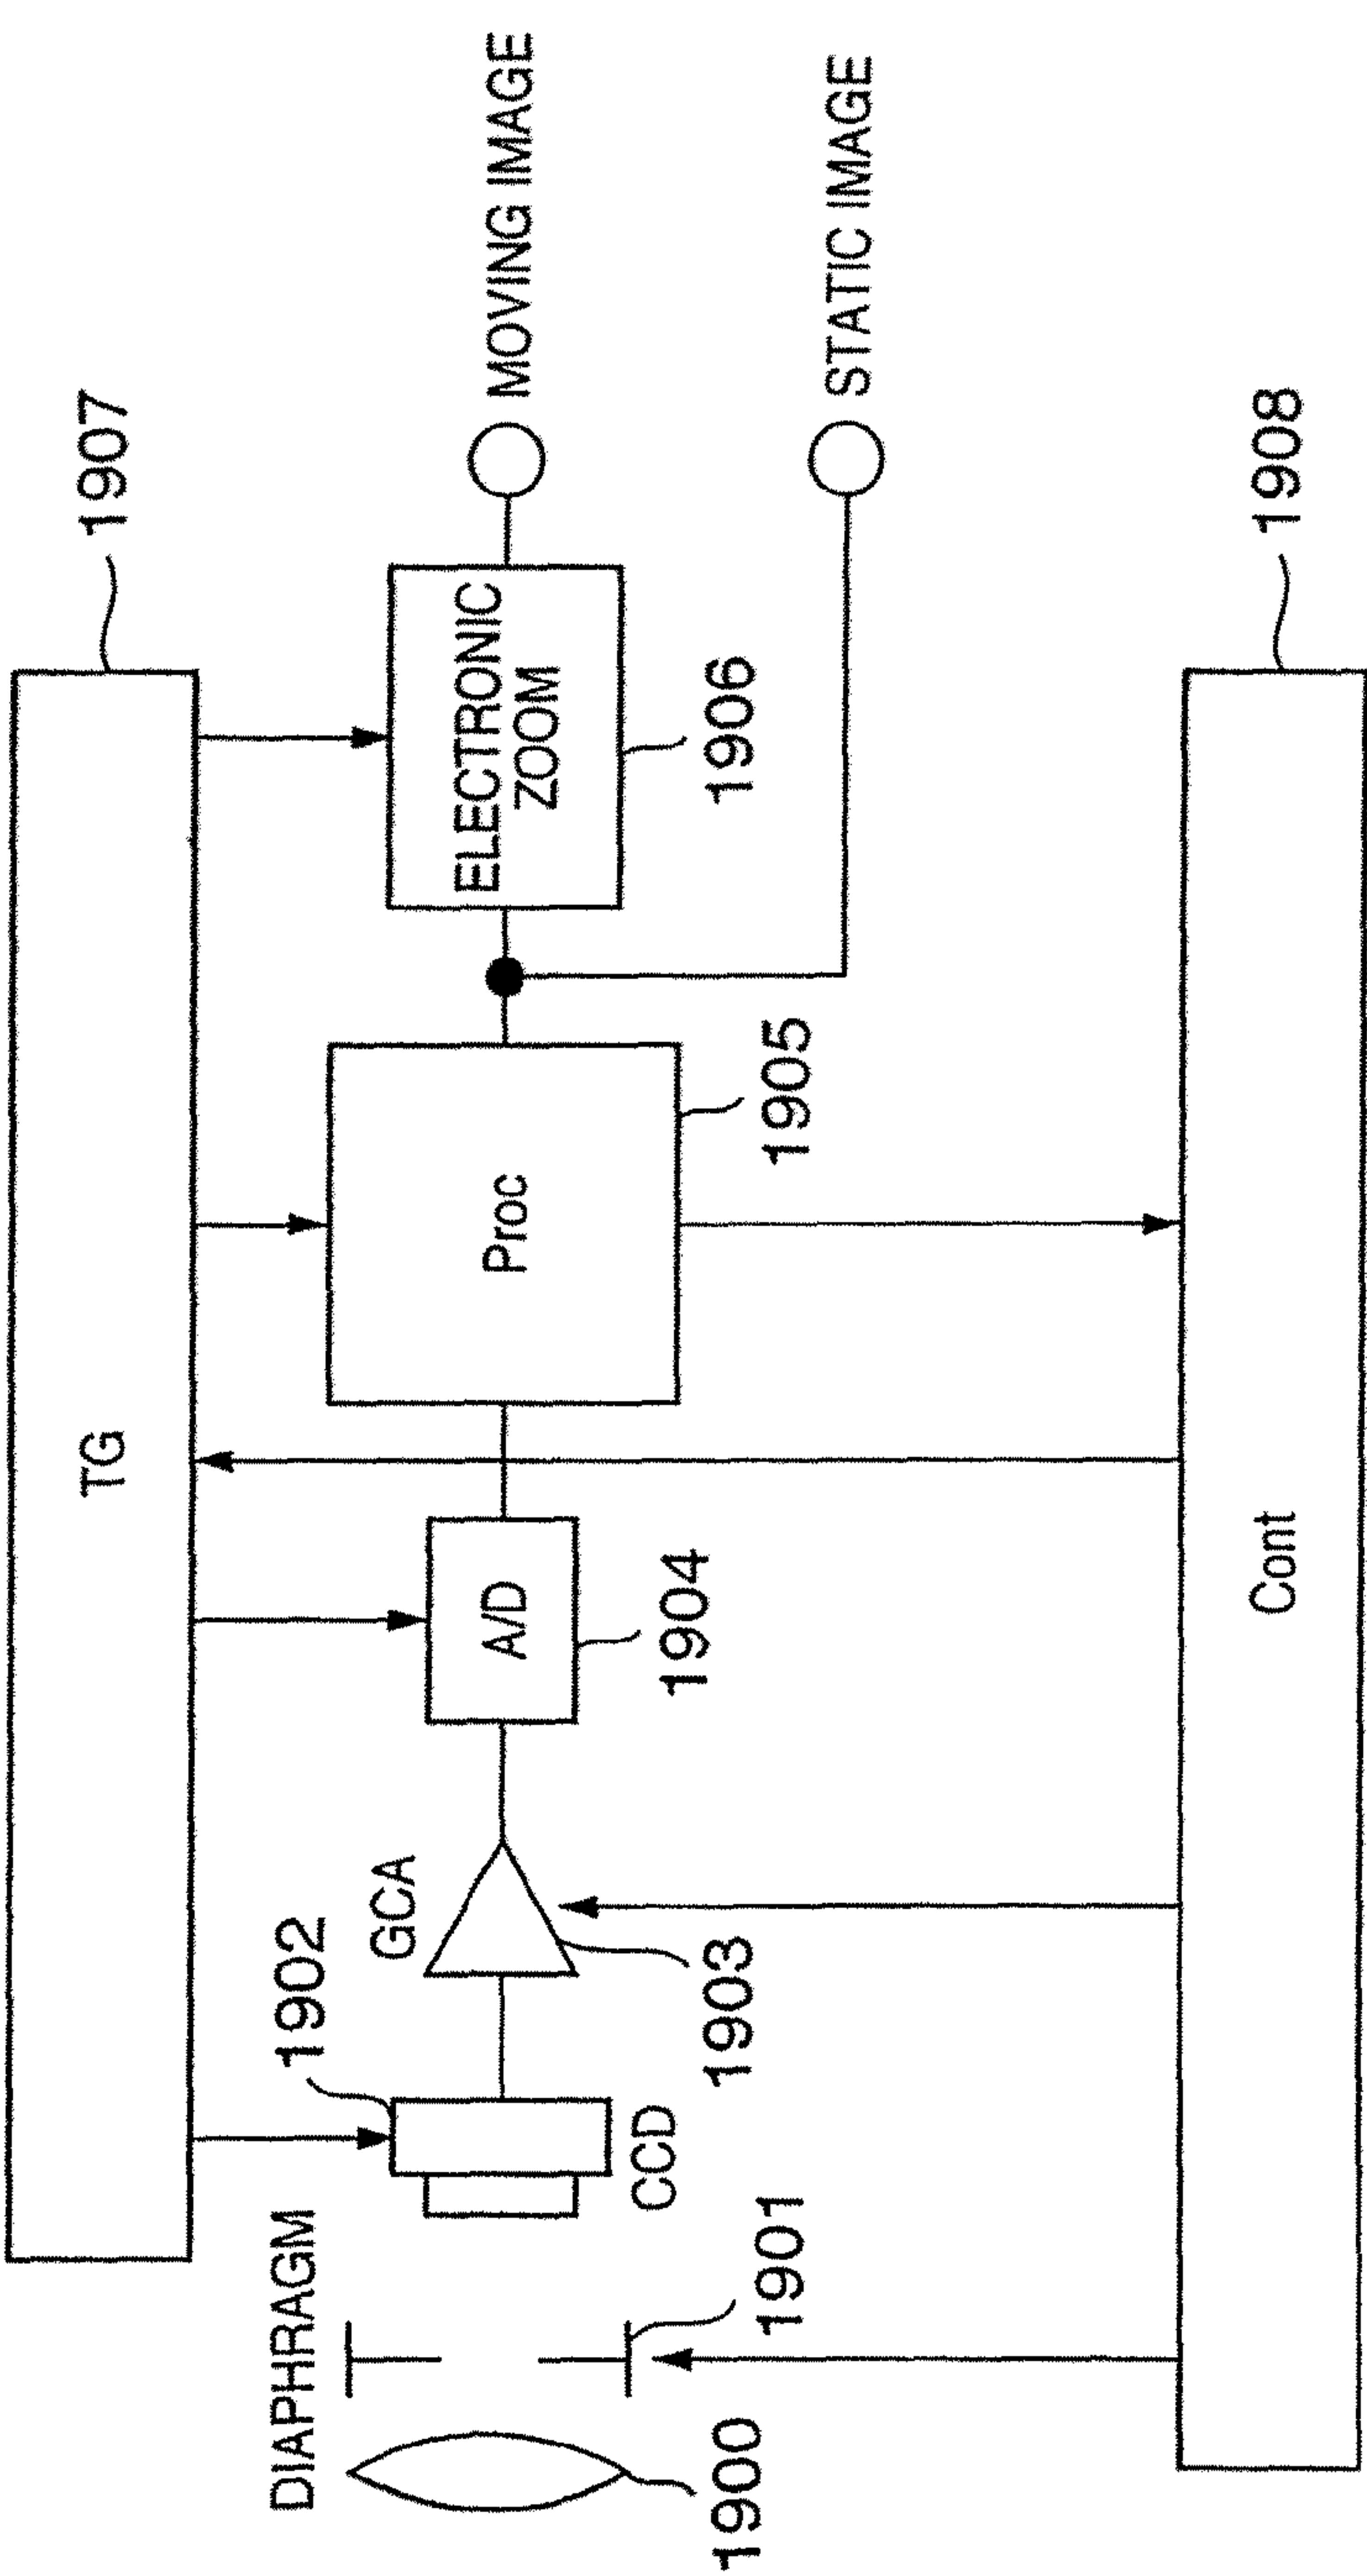 1907
TG
DIAPHRAGM
1902
GCA
CCD
1901
1900
1903
A/D
1904
Proc
1905
ELECTRONIC
ZOOM
1906
MOVING IMAGE
STATIC IMAGE
Cont
1908